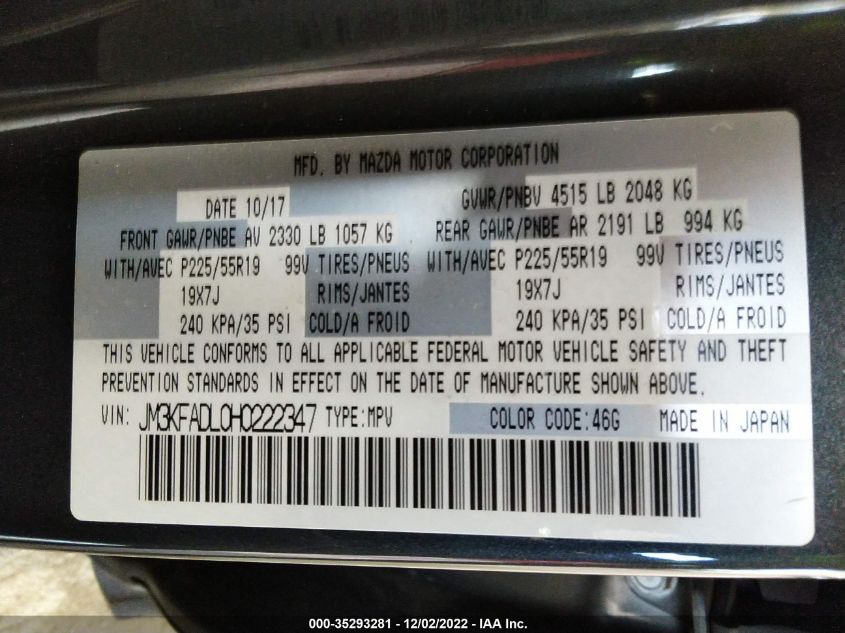 MFD. BY MAZDA MOTOR CORPORATION
DATE 10/17 GVWR/PNBV 4515 LB 2048 KG
FRONT GAWR/PNBE AV 2330 LB 1057 KG REAR GAWR/PNBE AR 2191 LB 994 KG
WITH/AVEC P225/55R19 99V TIRES/PNEUS WITH/AVEC P225/55R19 99V TIRES/PNEUS
19X7J RIMS/JANTES 19X7J RIMS/JANTES
240 KPA/35 PSI COLD/A FROID 240 KPA/35 PSI COLD/A FROID
THIS VEHICLE CONFORMS TO ALL APPLICABLE FEDERAL MOTOR VEHICLE SAFETY AND THEFT
PREVENTION STANDARDS IN EFFECT ON THE DATE OF MANUFACTURE SHOWN ABOVE.
VIN: JM3KFADL0H0222347 TYPE:MPV COLOR CODE:46G MADE IN JAPAN
000-35293281 - 12/02/2022 - IAA Inc.